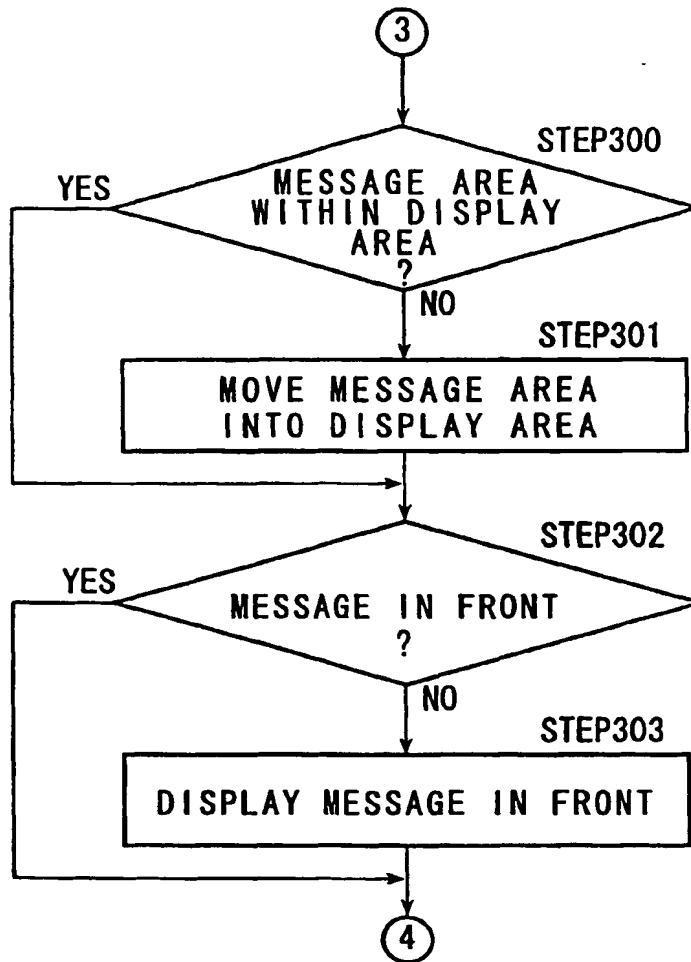 3
STEP300
YES
MESSAGE AREA
WITHIN DISPLAY
AREA
?
NO
STEP301
MOVE MESSAGE AREA
INTO DISPLAY AREA
STEP302
YES
MESSAGE IN FRONT
?
NO
STEP303
DISPLAY MESSAGE IN FRONT
4